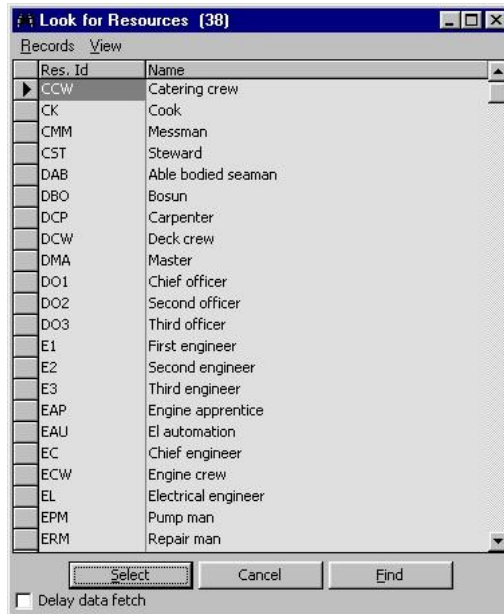 Look for Resources (38)
Records View
Res. Id Name
CCW Catering crew
CK Cook
CMM Messman
CST Steward
DAB Able bodied seaman
DBO Bosun
DCP Carpenter
DCW Deck crew
DMA Master
DO1 Chief officer
DO2 Second officer
DO3 Third officer
E1 First engineer
E2 Second engineer
E3 Third engineer
EAP Engine apprentice
EAU El automation
EC Chief engineer
ECW Engine crew
EL Electrical engineer
EPM Pump man
ERM Repair man
Select Cancel Find
Delay data fetch